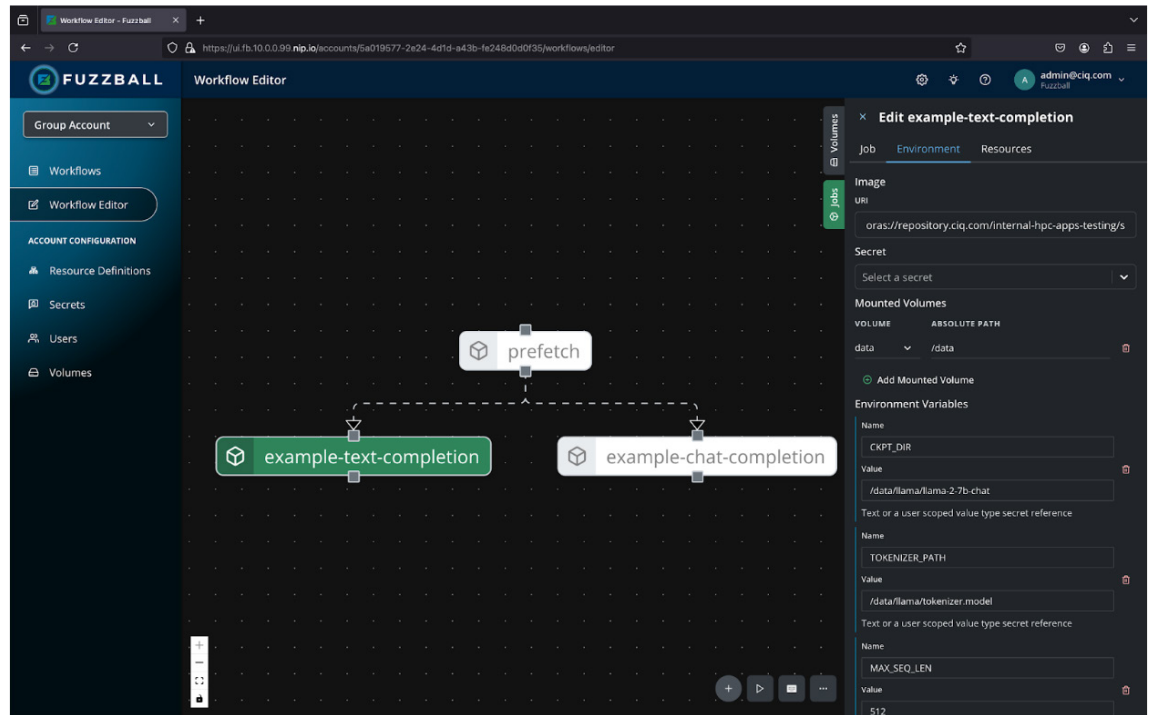 Workflow Editor – Fuzzball
https://ui.fb.10.0.0.99.nip.io/accounts/5a019577-2e24-4d1d-a43b-fe248d0d0f35/workflows/editor
FUZZBALL
Workflow Editor
A
admin@ciq.com
Fuzzball
Group Account
Workflows
Workflow Editor
ACCOUNT CONFIGURATION
Resource Definitions
Secrets
Users
Volumes
prefetch
example-text-completion
example-chat-completion
Volumes
Jobs
Edit example-text-completion
Job Environment Resources
Image
URI
oras://repository.ciq.com/internal-hpc-apps-testing/s
Secret
Select a secret
Mounted Volumes
VOLUME ABSOLUTE PATH
data /data
Add Mounted Volume
Environment Variables
Name
CKPT_DIR
Value
/data/llama/llama-2-7b-chat
Text or a user scoped value type secret reference
Name
TOKENIZER_PATH
Value
/data/llama/tokenizer.model
Text or a user scoped value type secret reference
Name
MAX_SEQ_LEN
Value
512